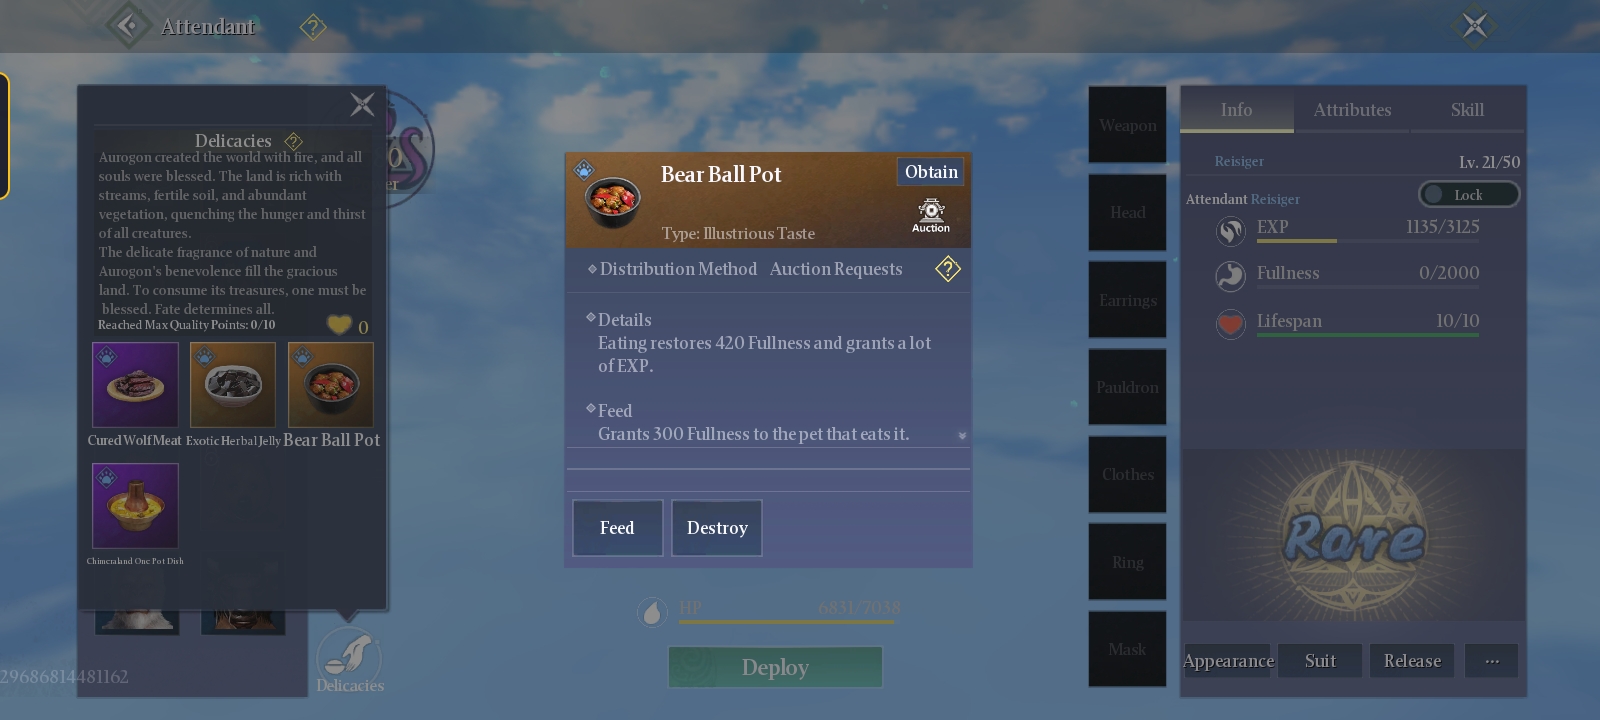 Attendant
Delicacies
Aurogon created the world with fire, and all
souls were blessed. The land is rich with
streams, fertile soil, and abundant
vegetation, quenching the hunger and thirst
of all creatures.
The delicate fragrance of nature and
Aurogon's benevolence fill the gracious
land. To consume its treasures, one must be
blessed. Fate determines all.
Reached Max Quality Points: 0/10
0
Cured Wolf Meat
Exotic Herbal Jelly
Bear Ball Pot
Chimeraland One Pot Dish
29686814481162
Delicacies
Bear Ball Pot
Obtain
Type: Illustrious Taste
Auction
Distribution Method Auction Requests
Details
Eating restores 420 Fullness and grants a lot
of EXP.
Feed
Grants 300 Fullness to the pet that eats it.
Feed
Destroy
HP 6831/7038
Deploy
Weapon
Head
Earrings
Pauldron
Clothes
Ring
Mask
Info
Attributes
Skill
Reisiger
Lv. 21/50
Attendant Reisiger
Lock
EXP 1135/3125
Fullness 0/2000
Lifespan 10/10
Rare
Appearance
Suit
Release
...